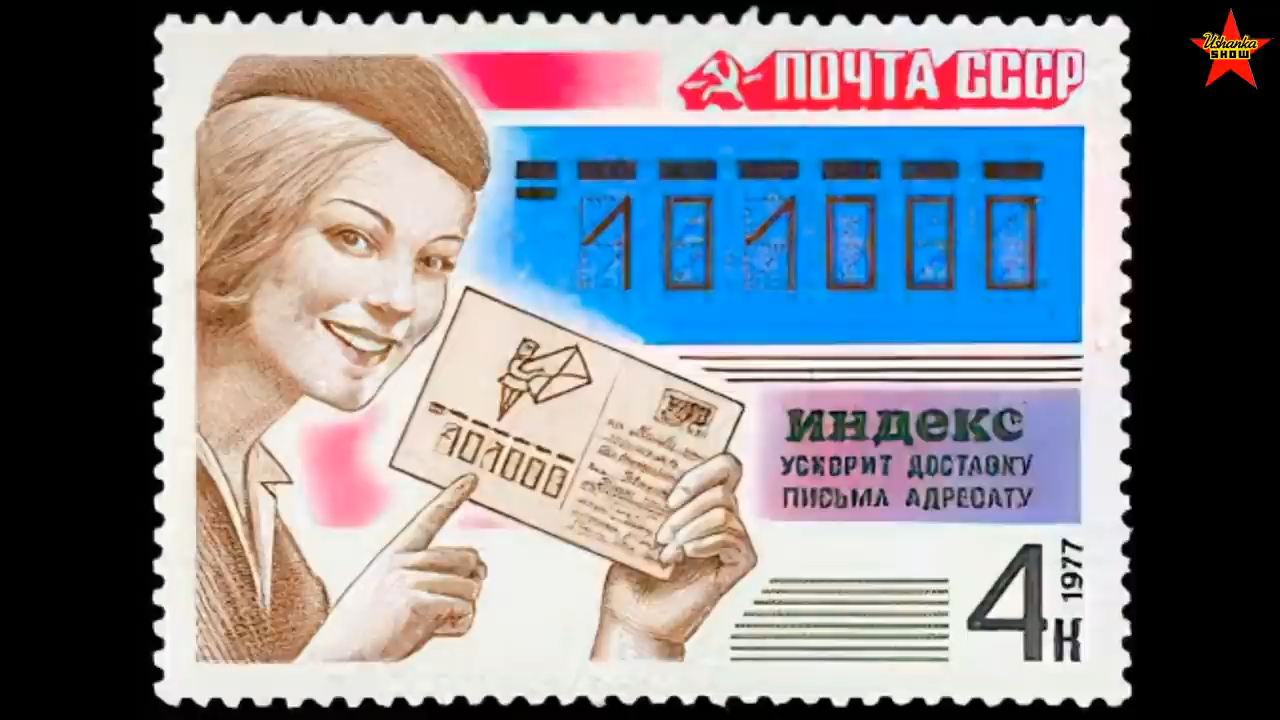 Ushanka
SHOW
ПОЧТА СССР
101000
101000
индекс
УСКОРИТ ДОСТАВКУ
ПИСЬМА АДРЕСАТУ
4к
1977